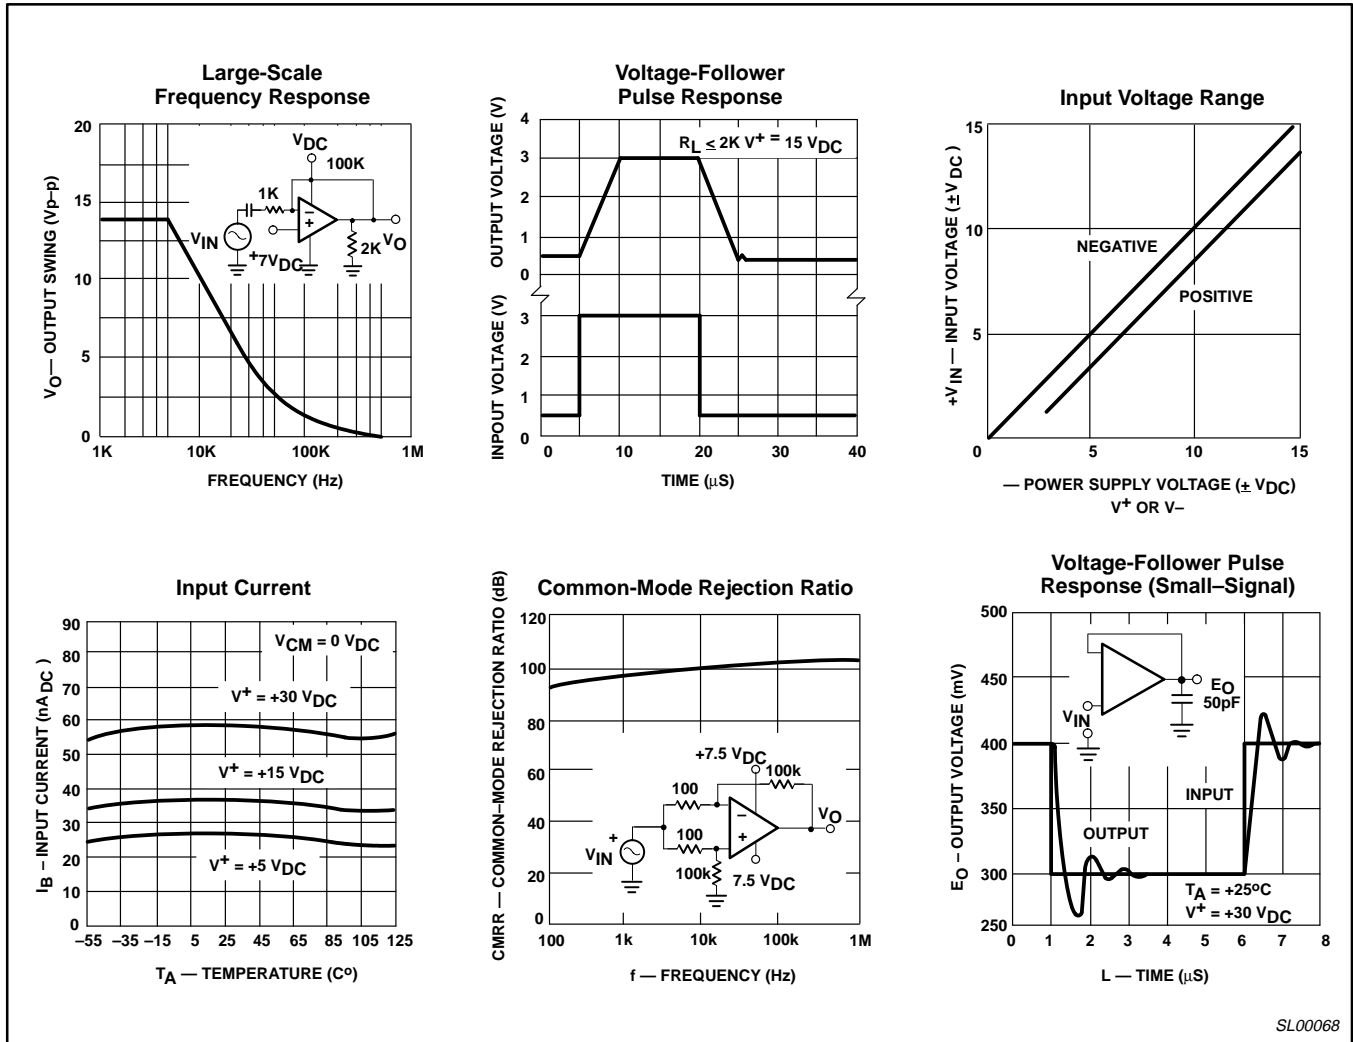 Large-Scale
Frequency Response
VO — OUTPUT SWING (Vp–p)
20
15
10
5
0
1K
10K
100K
1M
FREQUENCY (Hz)
VDC
100K
1K
–
+
VIN
+7VDC
2K
VO
Voltage-Follower
Pulse Response
OUTPUT VOLTAGE (V)
4
3
2
1
0
RL ≤ 2K V+ = 15 VDC
INPOUT VOLTAGE (V)
3
2
1
0
0
10
20
30
40
TIME (µS)
Input Voltage Range
+VIN — INPUT VOLTAGE (±VDC)
15
10
5
0
NEGATIVE
POSITIVE
5
10
15
— POWER SUPPLY VOLTAGE (± VDC)
V+ OR V–
Input Current
IB – INPUT CURRENT (nADC)
90
80
70
60
50
40
30
20
10
0
VCM = 0 VDC
V+ = +30 VDC
V+ = +15 VDC
V+ = +5 VDC
–55
–35
–15
5
25
45
65
85
105
125
TA — TEMPERATURE (Co)
Common-Mode Rejection Ratio
CMRR — COMMON–MODE REJECTION RATIO (dB)
120
100
80
60
40
20
0
+7.5 VDC
100k
100
–
+
VO
100
+
VIN
100k
7.5 VDC
100
1k
10k
100k
1M
f — FREQUENCY (Hz)
Voltage-Follower Pulse
Response (Small–Signal)
EO – OUTPUT VOLTAGE (mV)
500
450
400
350
300
250
EO
50pF
VIN
INPUT
OUTPUT
TA = +25oC
V+ = +30 VDC
0
1
2
3
4
5
6
7
8
L — TIME (µS)
SL00068